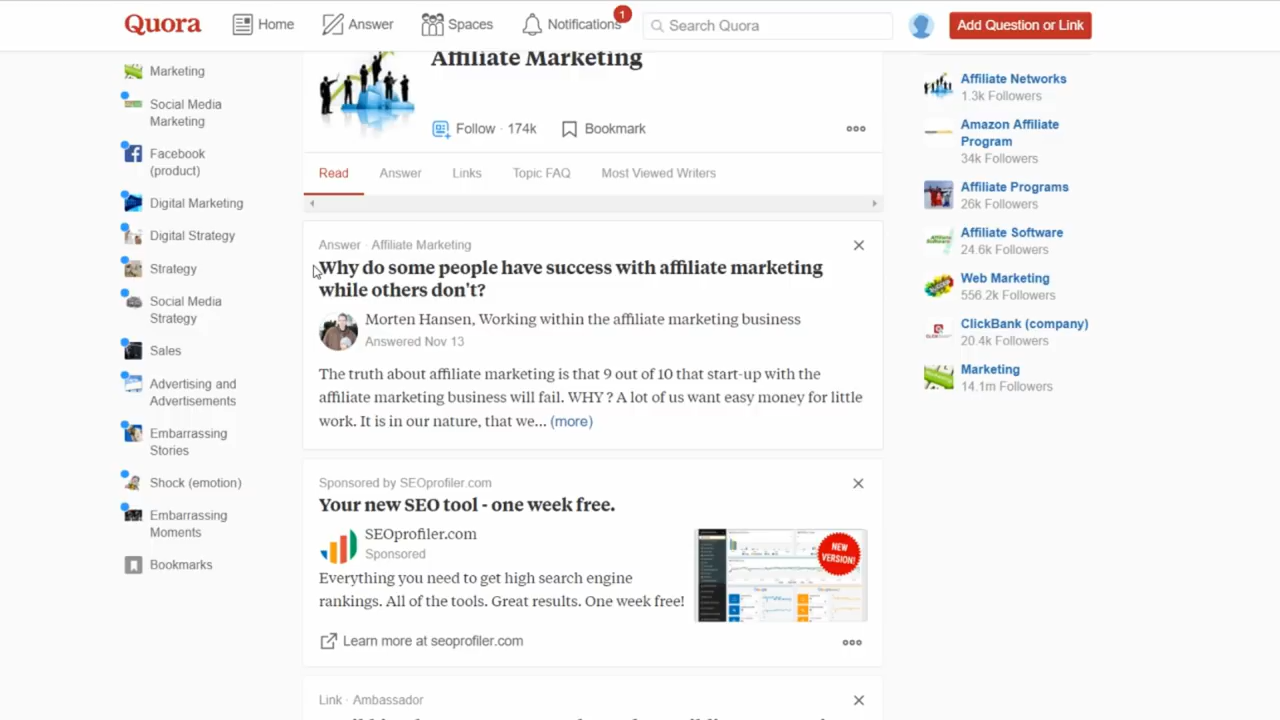 Quora
Home
Answer
Spaces
Notifications
1
Search Quora
Add Question or Link
Marketing
Social Media
Marketing
Facebook
(product)
Digital Marketing
Digital Strategy
Strategy
Social Media
Strategy
Sales
Advertising and
Advertisements
Embarrassing
Stories
Shock (emotion)
Embarrassing
Moments
Bookmarks
Affiliate Marketing
Follow · 174k
Bookmark
Read
Answer
Links
Topic FAQ
Most Viewed Writers
Answer · Affiliate Marketing
Why do some people have success with affiliate marketing
while others don't?
Morten Hansen, Working within the affiliate marketing business
Answered Nov 13
The truth about affiliate marketing is that 9 out of 10 that start-up with the
affiliate marketing business will fail. WHY ? A lot of us want easy money for little
work. It is in our nature, that we... (more)
Sponsored by SEOprofiler.com
Your new SEO tool - one week free.
SEOprofiler.com
Sponsored
Everything you need to get high search engine
rankings. All of the tools. Great results. One week free!
NEW
VERSION!
Learn more at seoprofiler.com
Link · Ambassador
Affiliate Networks
1.3k Followers
Amazon Affiliate
Program
34k Followers
Affiliate Programs
26k Followers
Affiliate Software
24.6k Followers
Web Marketing
556.2k Followers
ClickBank (company)
20.4k Followers
Marketing
14.1m Followers